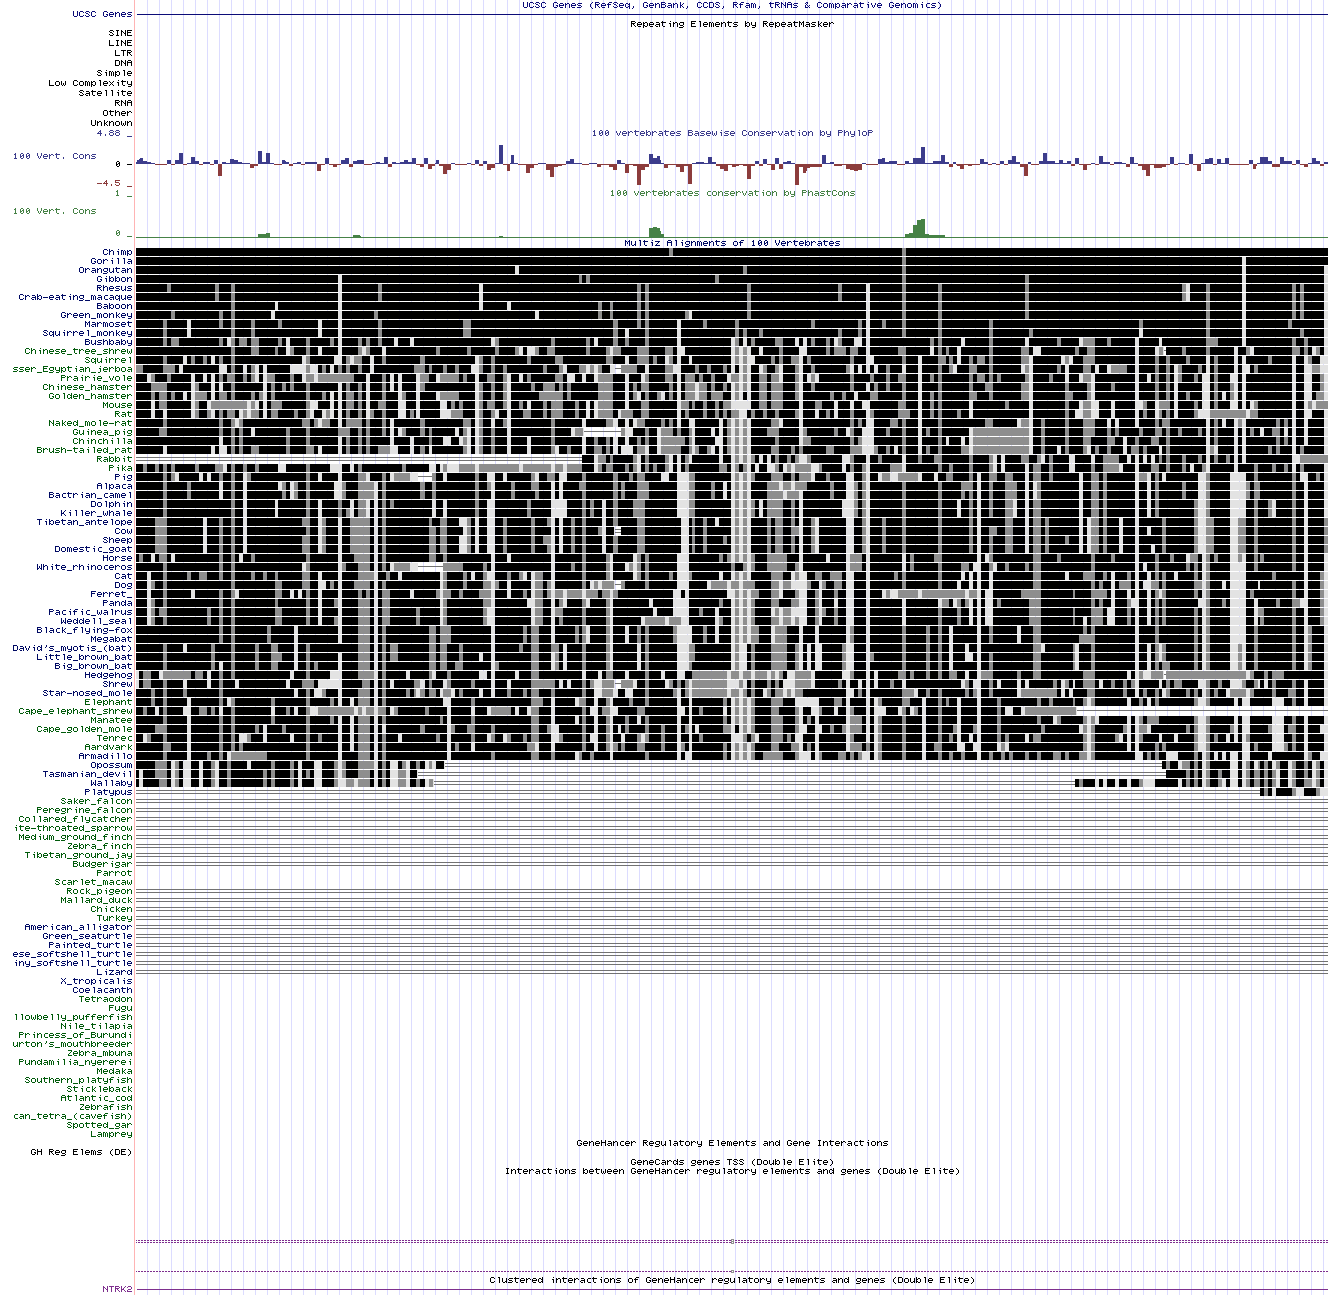 UCSC Genes (RefSeq, GenBank, CCDS, Rfam, tRNAs & Comparative Genomics)
UCSC Genes
Repeating Elements by RepeatMasker
SINE
LINE
LTR
DNA
Simple
Low Complexity
Satellite
RNA
Other
Unknown
4.88 _
100 vertebrates Basewise Conservation by PhyloP
100 Vert. Cons
0 -
-4.5 _
100 vertebrates conservation by PhastCons
1 _
100 Vert. Cons
0 _
Multiz Alignments of 100 Vertebrates
Chimp
Gorilla
Orangutan
Gibbon
Rhesus
Crab-eating_macaque
Baboon
Green_monkey
Marmoset
Squirrel_monkey
Bushbaby
Chinese_tree_shrew
Squirrel
sser_Egyptian_jerboa
Prairie_vole
Chinese_hamster
Golden_hamster
Mouse
Rat
Naked_mole-rat
Guinea_pig
Chinchilla
Brush-tailed_rat
Rabbit
Pika
Pig
Alpaca
Bactrian_camel
Dolphin
Killer_whale
Tibetan_antelope
Cow
Sheep
Domestic_goat
Horse
White_rhinoceros
Cat
Dog
Ferret_
Panda
Pacific_walrus
Weddell_seal
Black_flying-fox
Megabat
David's_myotis_(bat)
Little_brown_bat
Big_brown_bat
Hedgehog
Shrew
Star-nosed_mole
Elephant
Cape_elephant_shrew
Manatee
Cape_golden_mole
Tenrec
Aardvark
Armadillo
Opossum
Tasmanian_devil
Wallaby
Platypus
Saker_falcon
Peregrine_falcon
Collared_flycatcher
ite-throated_sparrow
Medium_ground_finch
Zebra_finch
Tibetan_ground_jay
Budgerigar
Parrot
Scarlet_macaw
Rock_pigeon
Mallard_duck
Chicken
Turkey
American_alligator
Green_seaturtle
Painted_turtle
ese_softshell_turtle
iny_softshell_turtle
Lizard
X_tropicalis
Coelacanth
Tetraodon
Fugu
llowbelly_pufferfish
Nile_tilapia
Princess_of_Burundi
urton's_mouthbreeder
Zebra_mbuna
Pundamilia_nyererei
Medaka
Southern_platyfish
Stickleback
Atlantic_cod
Zebrafish
can_tetra_(cavefish)
Spotted_gar
Lamprey
GeneHancer Regulatory Elements and Gene Interactions
GH Reg Elems (DE)
GeneCards genes TSS (Double Elite)
Interactions between GeneHancer regulatory elements and genes (Double Elite)
Clustered interactions of GeneHancer regulatory elements and genes (Double Elite)
NTRK2